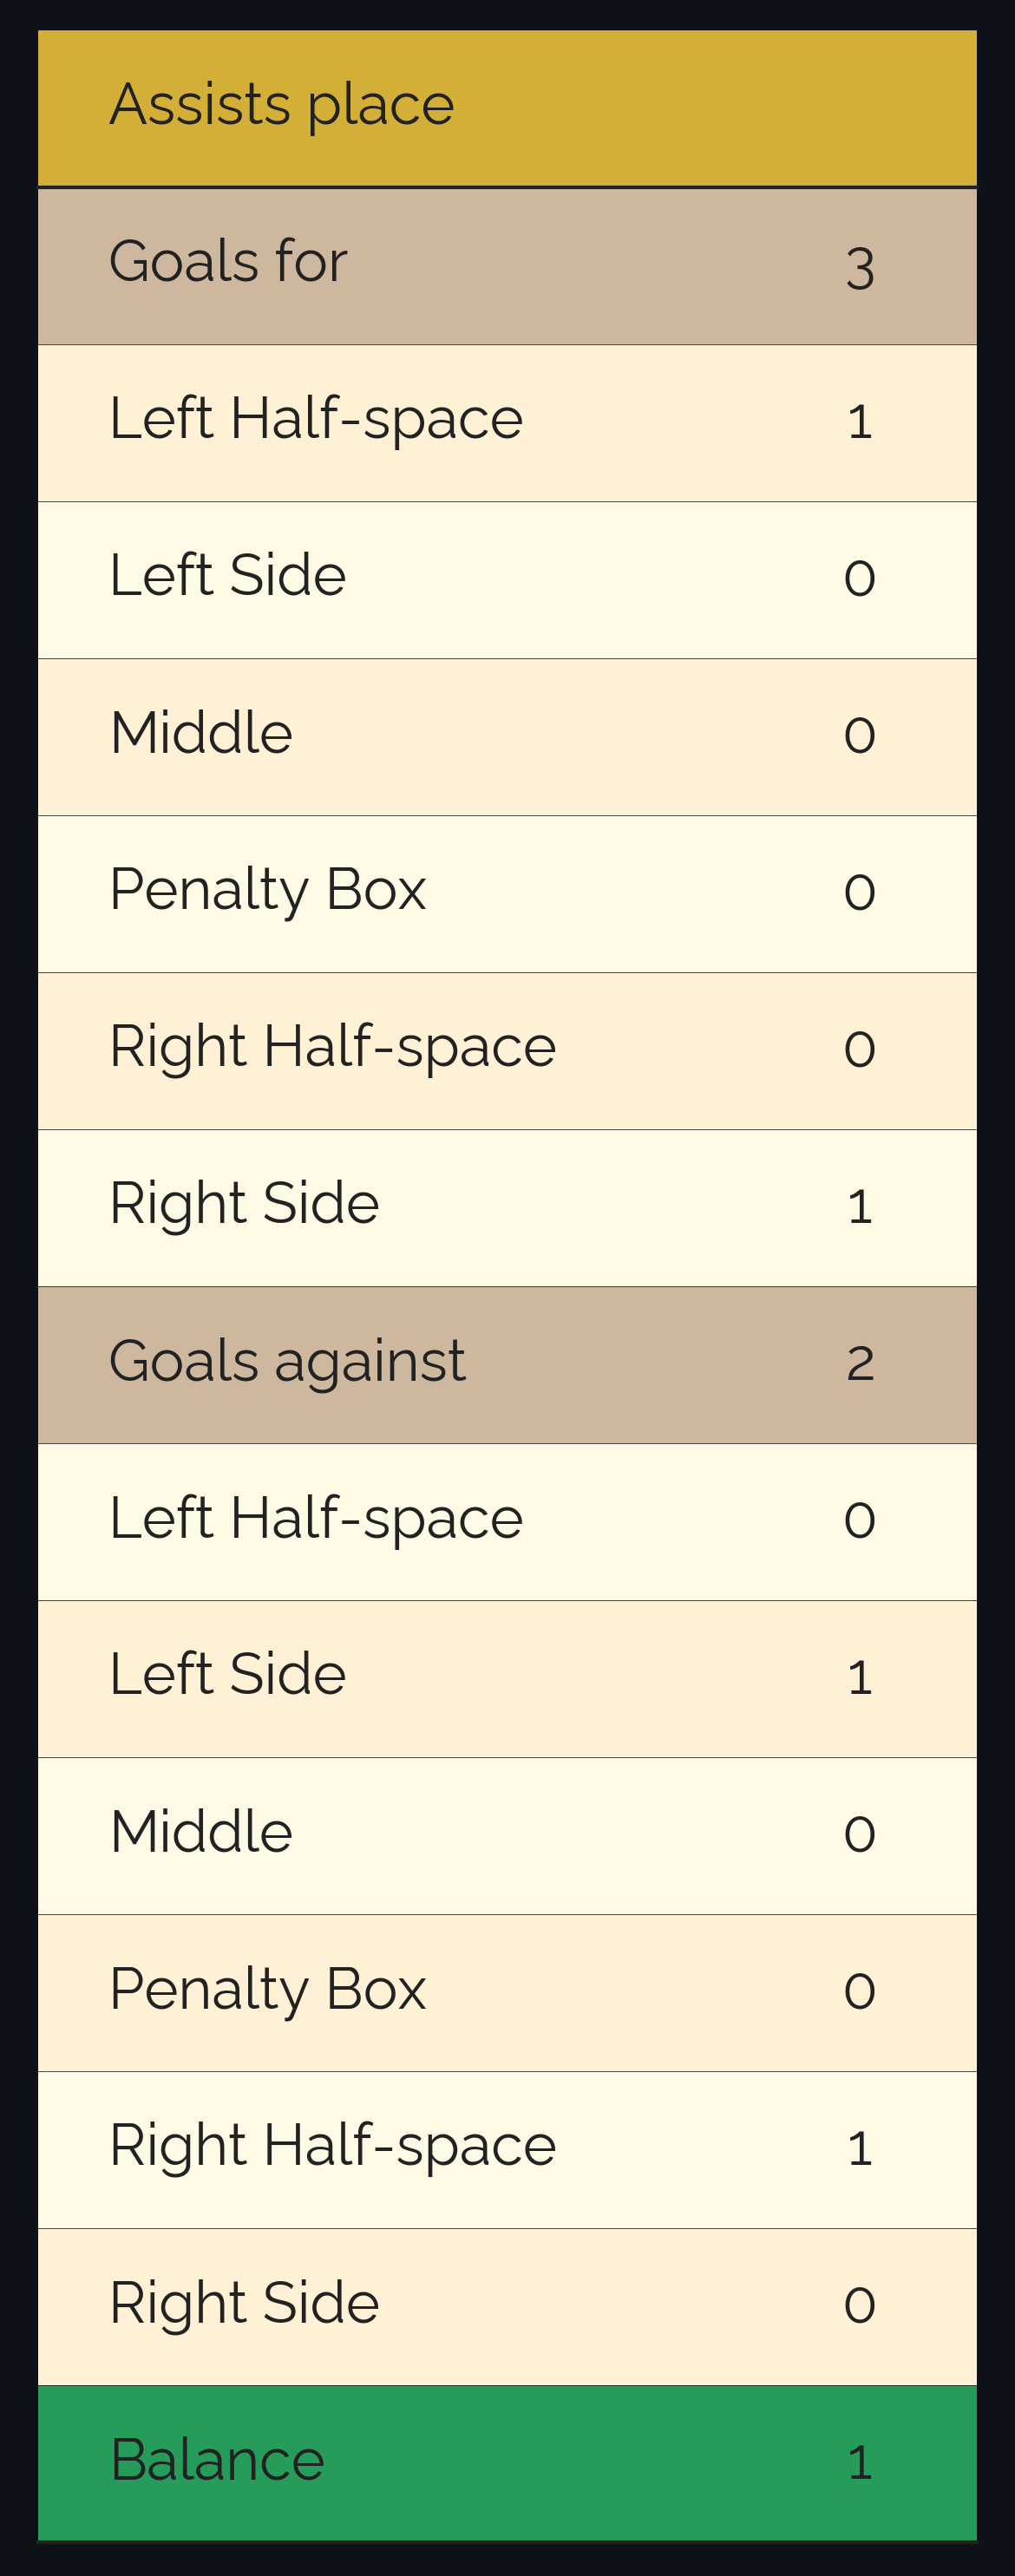 Assists place
Goals for 3
Left Half-space 1
Left Side 0
Middle 0
Penalty Box 0
Right Half-space 0
Right Side 1
Goals against 2
Left Half-space 0
Left Side 1
Middle 0
Penalty Box 0
Right Half-space 1
Right Side 0
Balance 1